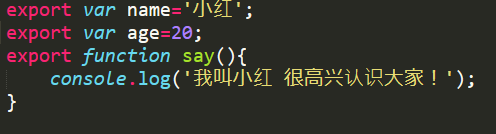 export var name='小红';
export var age=20;
export function say(){
    console.log('我叫小红 很高兴认识大家！');
}